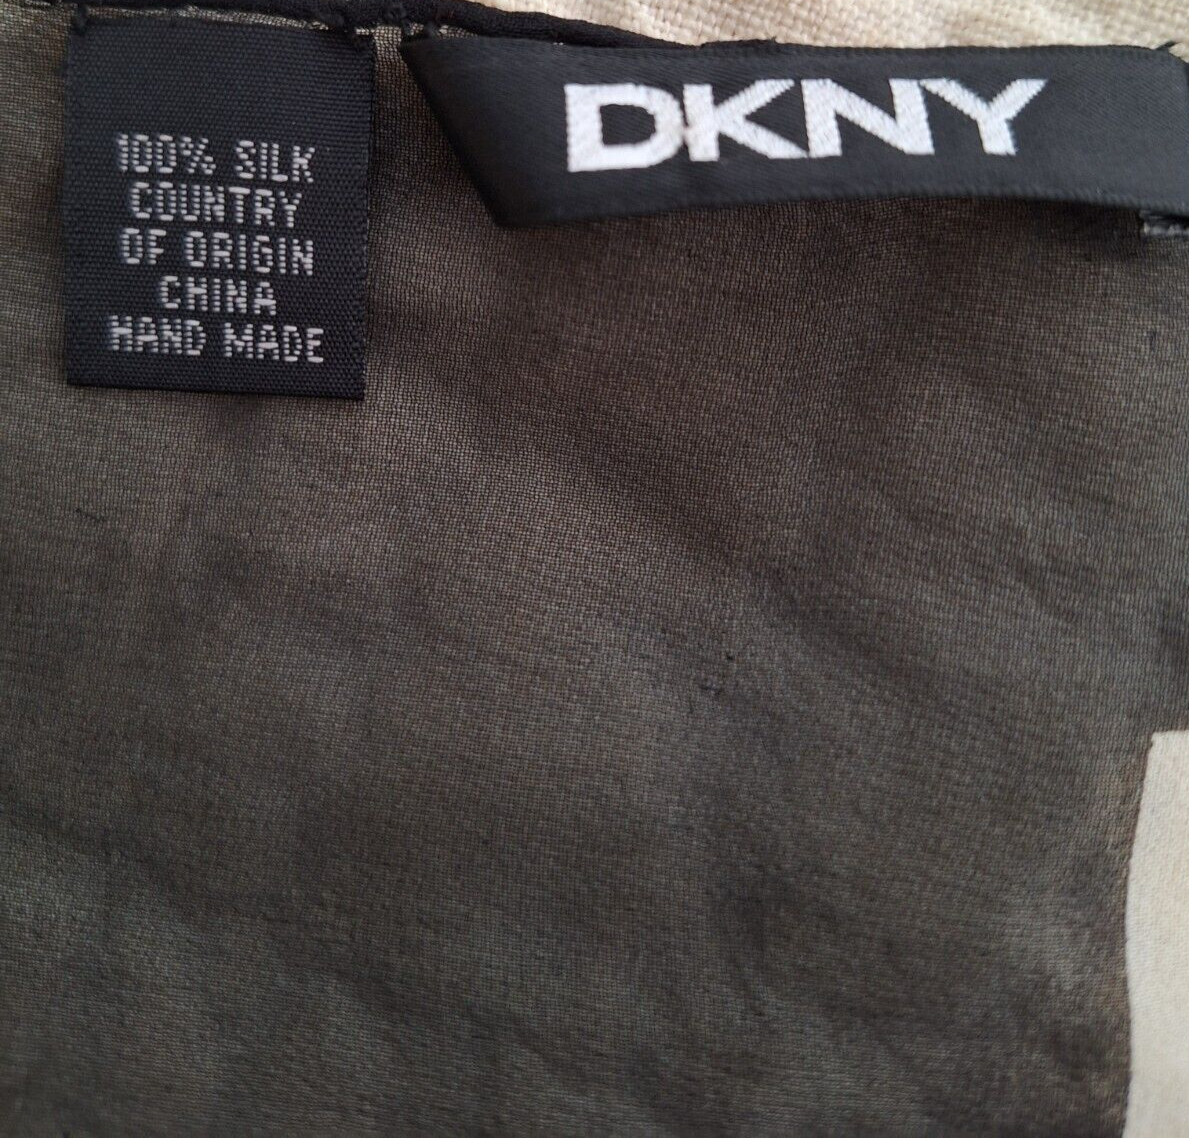 100% SILK
COUNTRY
OF ORIGIN
CHINA
HAND MADE
DKNY